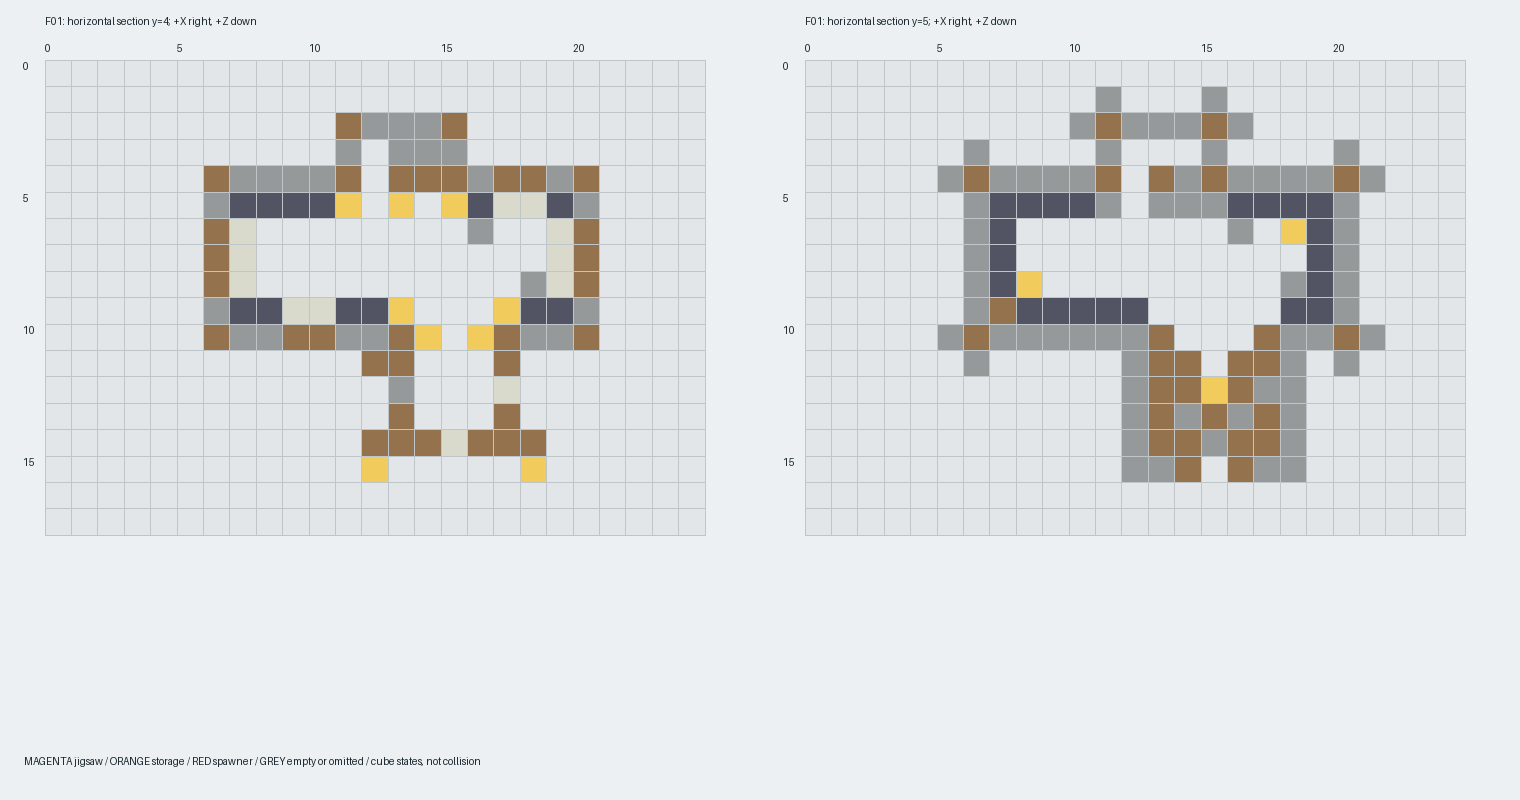 F01: horizontal section y=4; +X right, +Z down
F01: horizontal section y=5; +X right, +Z down
0 5 10 15 20
0 5 10 15 20
0
5
10
15
0
5
10
15
MAGENTA jigsaw / ORANGE storage / RED spawner / GREY empty or omitted / cube states, not collision